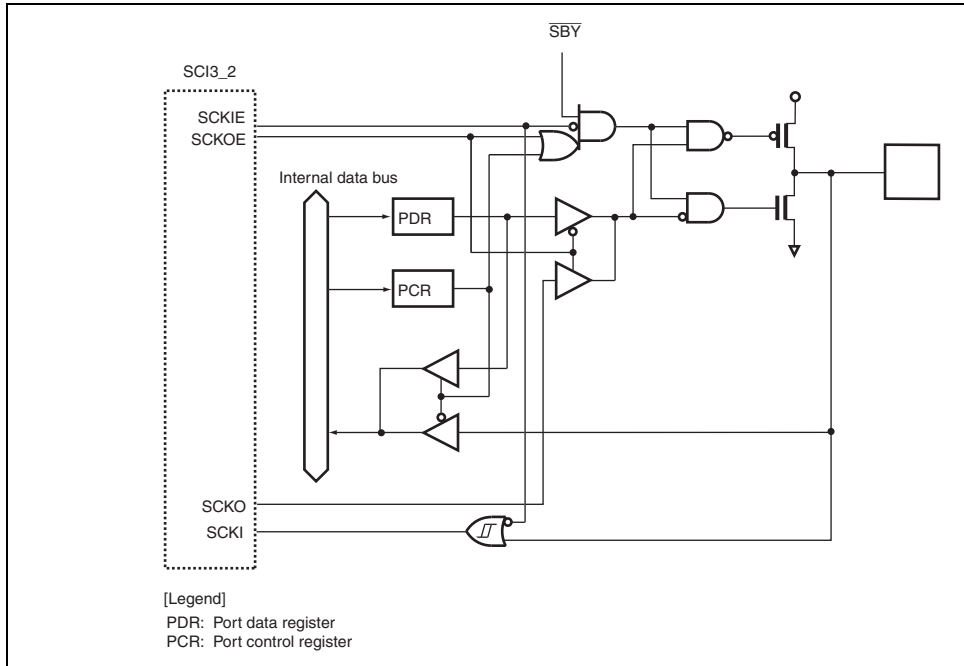 S̅B̅Y̅
SCI3_2
SCKIE
SCKOE
Internal data bus
PDR
PCR
SCKO
SCKI
[Legend]
PDR: Port data register
PCR: Port control register